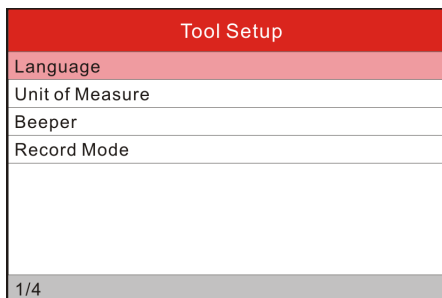 Tool Setup
Language
Unit of Measure
Beeper
Record Mode
1/4